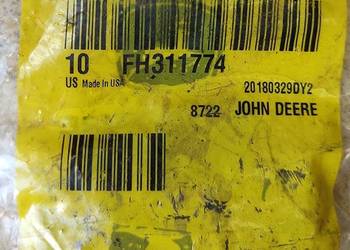 10 FH311774
US Made In USA
20180329DY2
8722 JOHN DEERE